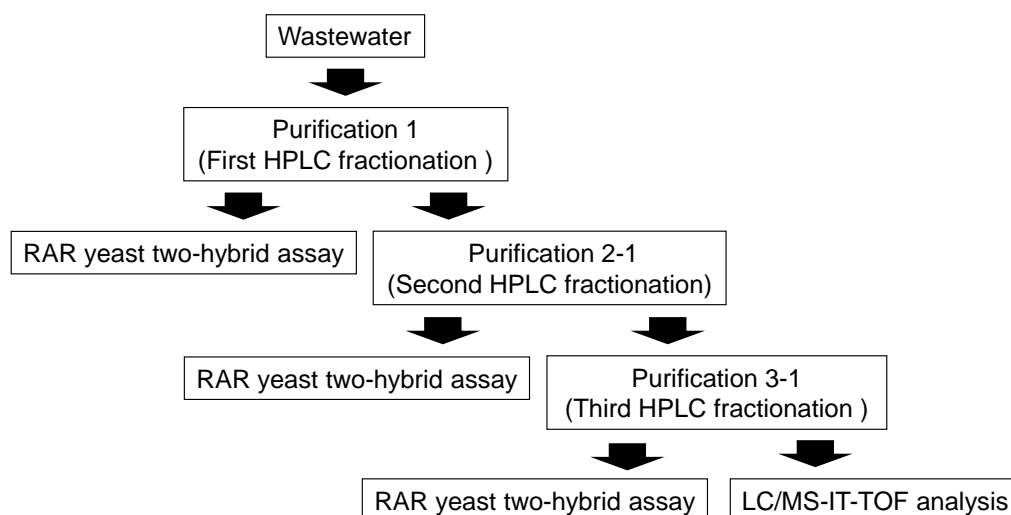 Wastewater
Purification 1
(First HPLC fractionation )
RAR yeast two-hybrid assay
Purification 2-1
(Second HPLC fractionation)
RAR yeast two-hybrid assay
Purification 3-1
(Third HPLC fractionation )
RAR yeast two-hybrid assay
LC/MS-IT-TOF analysis